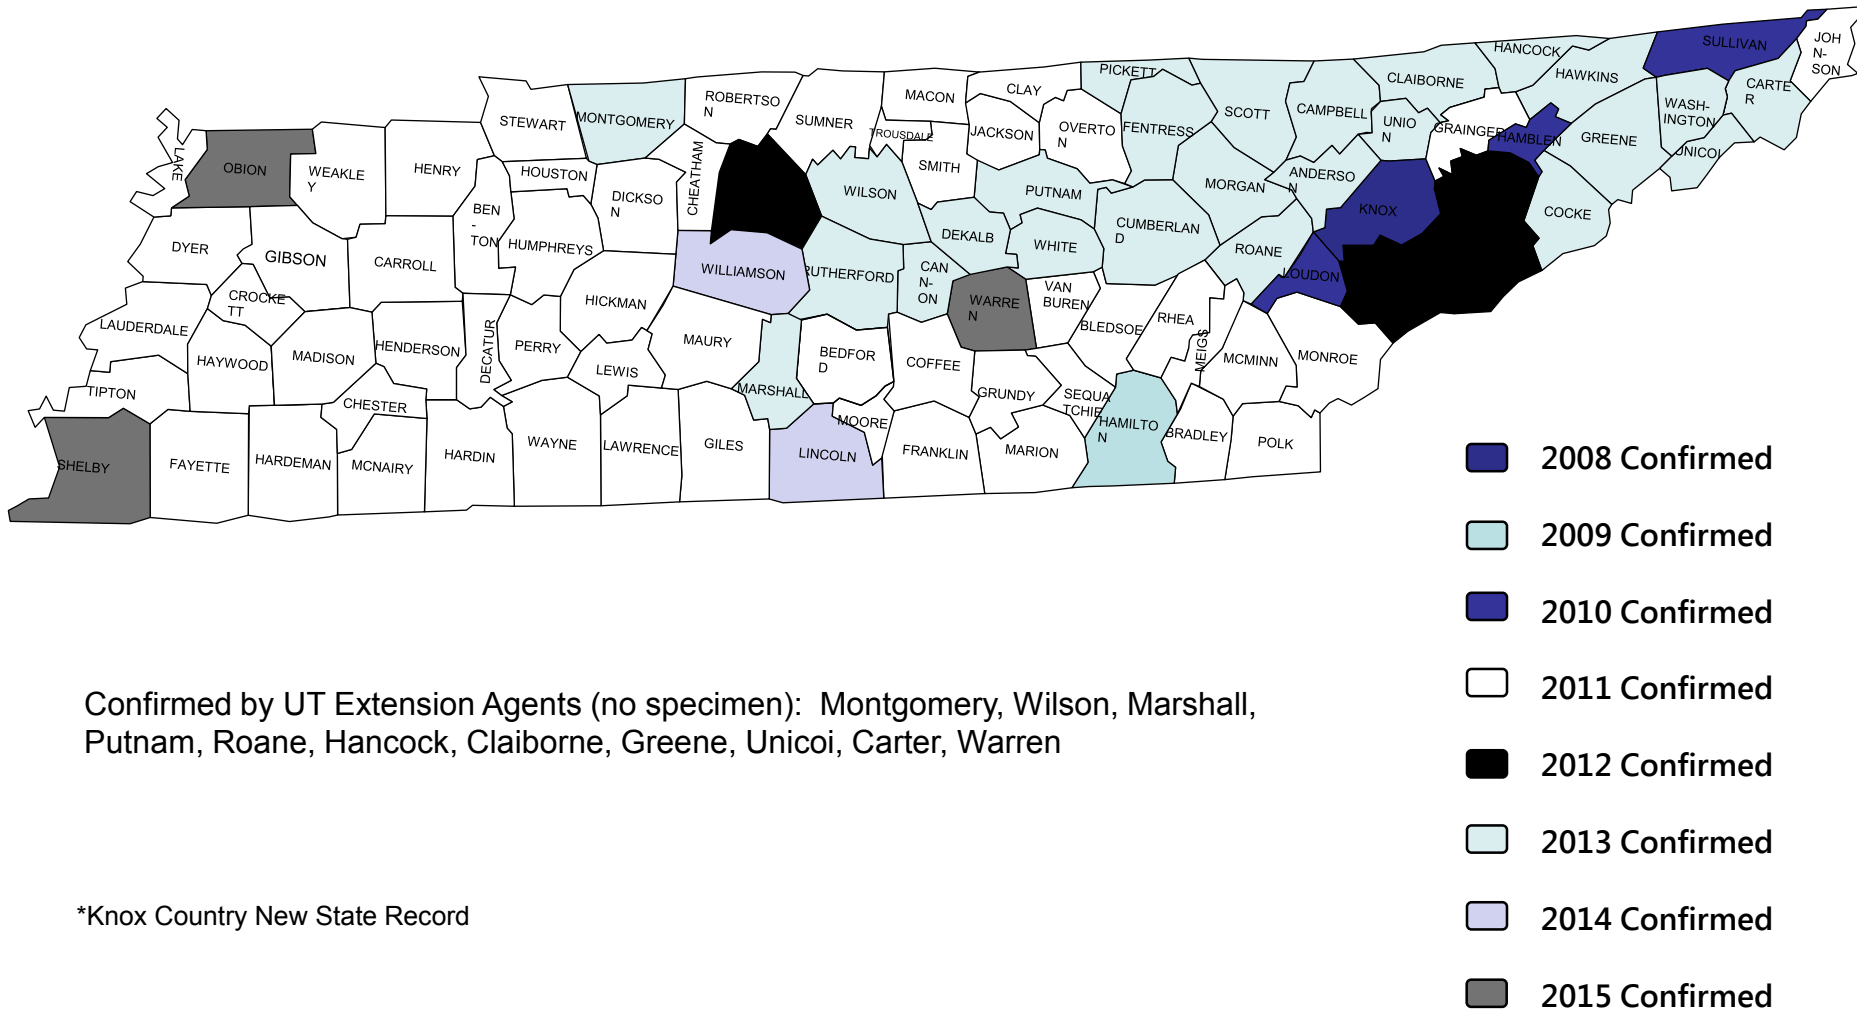 HANCOCK
SULLIVAN
JOH
N-
SON
PICKETT
CLAIBORNE
HAWKINS
CARTE
R
WASH-
INGTON
UNICOI
GREENE
HAMBLEN
GRAINGER
UNIO
N
CAMPBELL
SCOTT
FENTRESS
OVERTO
N
CLAY
MACON
JACKSON
TROUSDALE
SMITH
SUMNER
ROBERTSO
N
MONTGOMERY
STEWART
CHEATHAM
HOUSTON
DICKSO
N
HENRY
WEAKLE
Y
OBION
LAKE
DYER
GIBSON
CARROLL
BEN
-
TON
HUMPHREYS
WILLIAMSON
WILSON
RUTHERFORD
CAN
N-
ON
DEKALB
PUTNAM
WHITE
CUMBERLAN
D
MORGAN
ANDERSO
N
KNOX
COCKE
ROANE
LOUDON
LAUDERDALE
CROCKE
TT
HAYWOOD
MADISON
HENDERSON
DECATUR
PERRY
HICKMAN
LEWIS
MAURY
MARSHALL
BEDFOR
D
COFFEE
WARRE
N
VAN
BUREN
BLEDSOE
RHEA
MEIGS
MCMINN
MONROE
TIPTON
SHELBY
FAYETTE
HARDEMAN
CHESTER
MCNAIRY
HARDIN
WAYNE
LAWRENCE
GILES
LINCOLN
MOORE
FRANKLIN
GRUNDY
MARION
SEQUA
TCHIE
HAMILTO
N
BRADLEY
POLK
2008 Confirmed
2009 Confirmed
2010 Confirmed
2011 Confirmed
2012 Confirmed
2013 Confirmed
2014 Confirmed
2015 Confirmed
Confirmed by UT Extension Agents (no specimen):  Montgomery, Wilson, Marshall,
Putnam, Roane, Hancock, Claiborne, Greene, Unicoi, Carter, Warren
*Knox Country New State Record